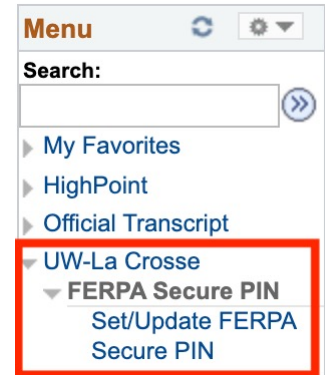 Menu
Search:
My Favorites
HighPoint
Official Transcript
UW-La Crosse
FERPA Secure PIN
Set/Update FERPA
Secure PIN